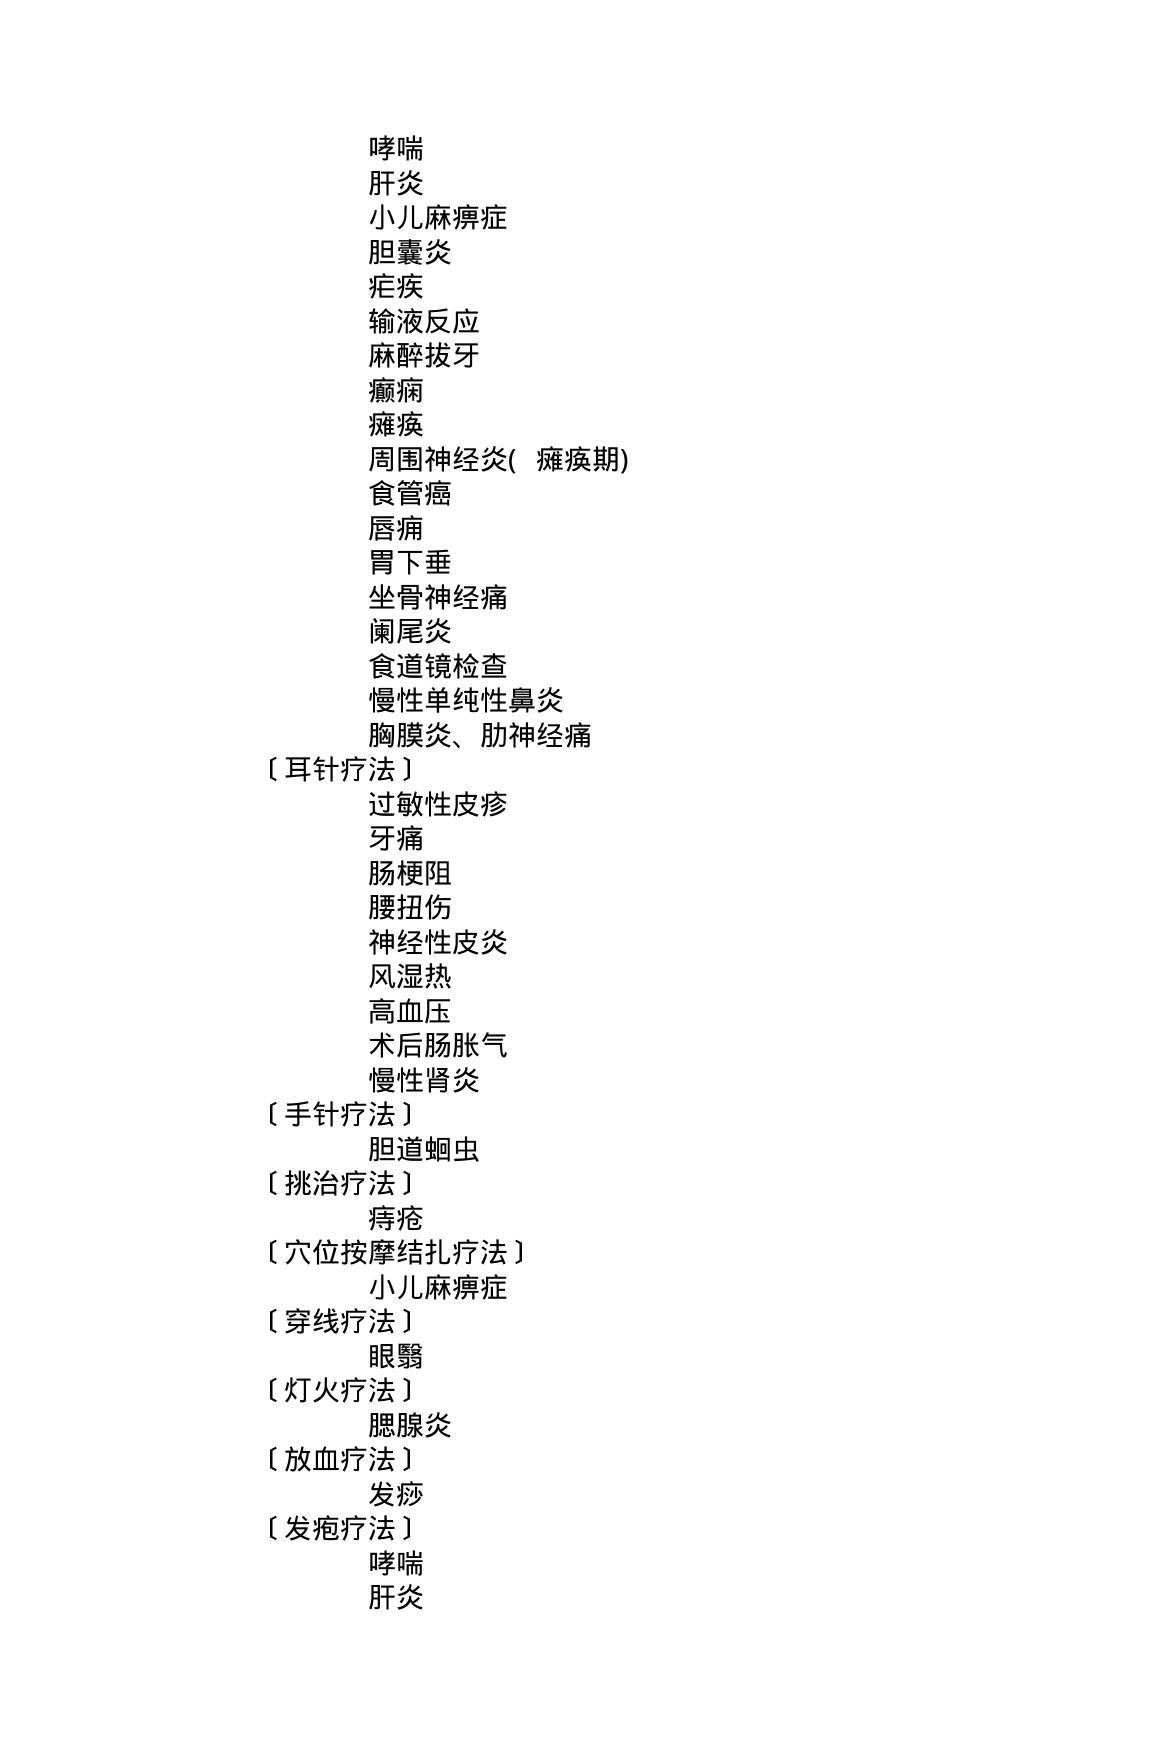 哮喘
肝炎
小儿麻痹症
胆囊炎
疟疾
输液反应
麻醉拔牙
癫痫
瘫痪
周围神经炎( 瘫痪期)
食管癌
唇痈
胃下垂
坐骨神经痛
阑尾炎
食道镜检查
慢性单纯性鼻炎
胸膜炎、肋神经痛
〔耳针疗法〕
过敏性皮疹
牙痛
肠梗阻
腰扭伤
神经性皮炎
风湿热
高血压
术后肠胀气
慢性肾炎
〔手针疗法〕
胆道蛔虫
〔挑治疗法〕
痔疮
〔穴位按摩结扎疗法〕
小儿麻痹症
〔穿线疗法〕
眼翳
〔灯火疗法〕
腮腺炎
〔放血疗法〕
发痧
〔发疱疗法〕
哮喘
肝炎